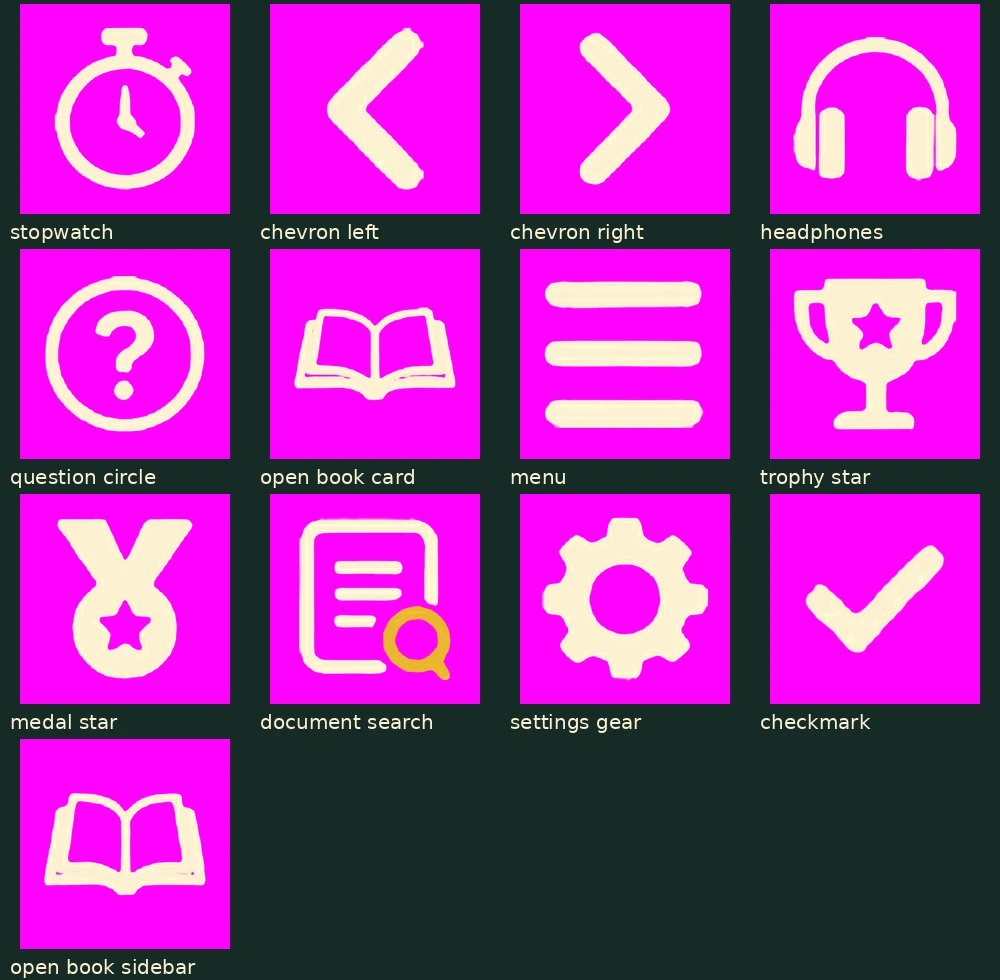 stopwatch
chevron left
chevron right
headphones
question circle
open book card
menu
trophy star
medal star
document search
settings gear
checkmark
open book sidebar